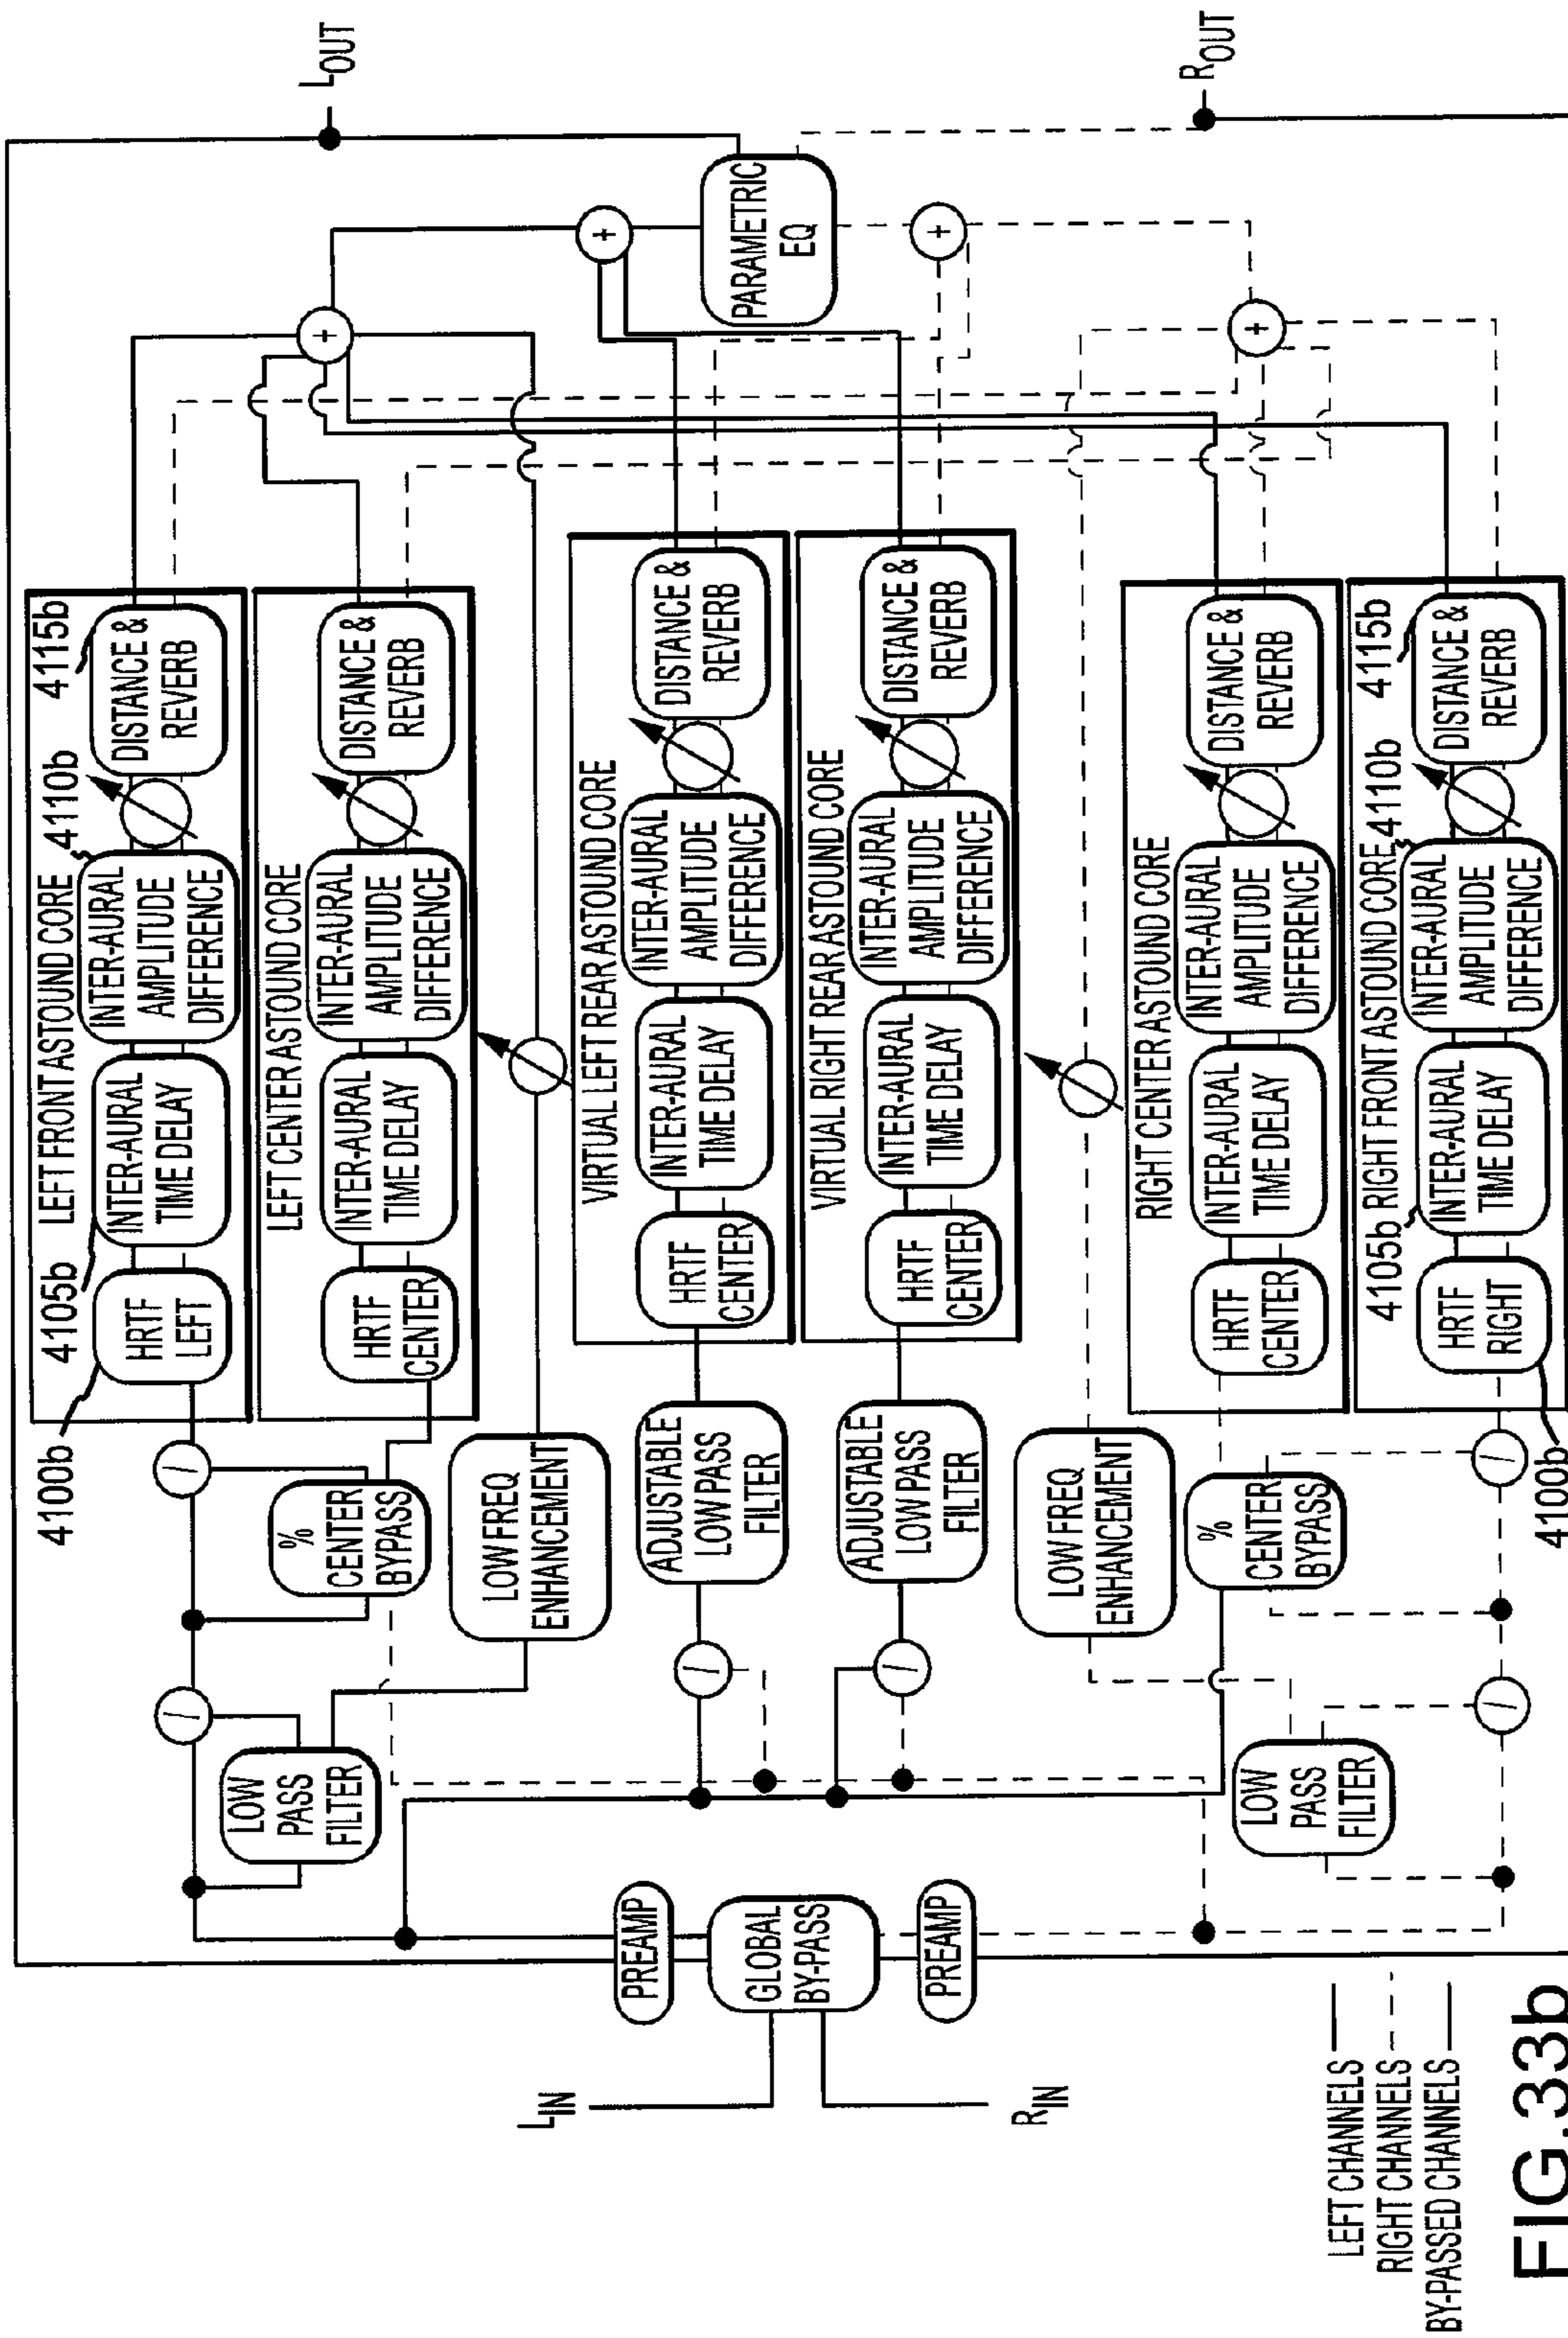 4100b
4105b
LEFT FRONT ASTOUND CORE
4110b
4115b
HRTF
LEFT
INTER-AURAL
TIME DELAY
INTER-AURAL
AMPLITUDE
DIFFERENCE
DISTANCE &
REVERB
LOW
PASS
FILTER
%
CENTER
BYPASS
LEFT CENTER ASTOUND CORE
HRTF
CENTER
INTER-AURAL
TIME DELAY
INTER-AURAL
AMPLITUDE
DIFFERENCE
DISTANCE &
REVERB
LOUT
LOW FREQ
ENHANCEMENT
+
LIN
PREAMP
GLOBAL
BY-PASS
PREAMP
RIN
ADJUSTABLE
LOW PASS
FILTER
VIRTUAL LEFT REAR ASTOUND CORE
HRTF
CENTER
INTER-AURAL
TIME DELAY
INTER-AURAL
AMPLITUDE
DIFFERENCE
DISTANCE &
REVERB
+
PARAMETRIC
EQ
ADJUSTABLE
LOW PASS
FILTER
VIRTUAL RIGHT REAR ASTOUND CORE
HRTF
CENTER
INTER-AURAL
TIME DELAY
INTER-AURAL
AMPLITUDE
DIFFERENCE
DISTANCE &
REVERB
+
LOW FREQ
ENHANCEMENT
%
CENTER
BYPASS
RIGHT CENTER ASTOUND CORE
HRTF
CENTER
INTER-AURAL
TIME DELAY
INTER-AURAL
AMPLITUDE
DIFFERENCE
DISTANCE &
REVERB
+
ROUT
LOW
PASS
FILTER
4105b
RIGHT FRONT ASTOUND CORE
4110b
4115b
HRTF
RIGHT
INTER-AURAL
TIME DELAY
INTER-AURAL
AMPLITUDE
DIFFERENCE
DISTANCE &
REVERB
4100b
LEFT CHANNELS
RIGHT CHANNELS
BY-PASSED CHANNELS
FIG.33b